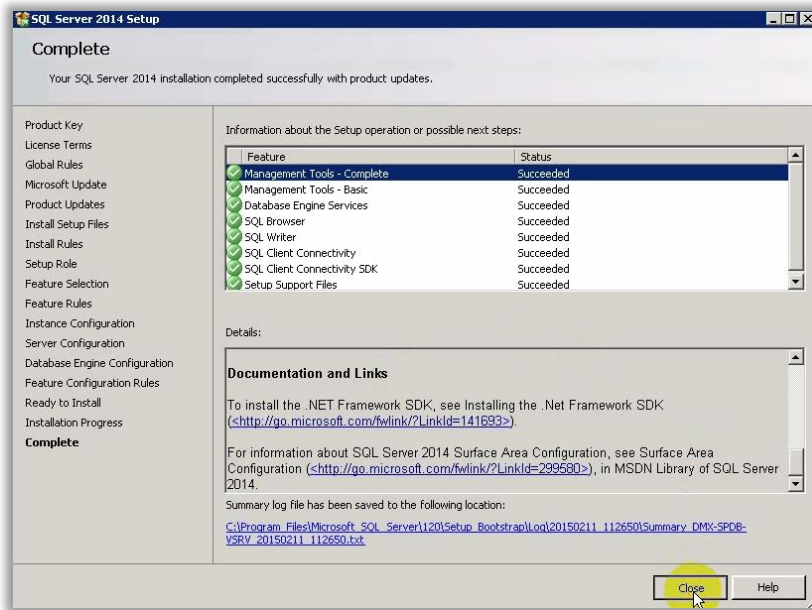 SQL Server 2014 Setup
Complete
Your SQL Server 2014 installation completed successfully with product updates.
Product Key
License Terms
Global Rules
Microsoft Update
Product Updates
Install Setup Files
Install Rules
Setup Role
Feature Selection
Feature Rules
Instance Configuration
Server Configuration
Database Engine Configuration
Feature Configuration Rules
Ready to Install
Installation Progress
Complete
Information about the Setup operation or possible next steps:
Feature Status
Management Tools - Complete Succeeded
Management Tools - Basic Succeeded
Database Engine Services Succeeded
SQL Browser Succeeded
SQL Writer Succeeded
SQL Client Connectivity Succeeded
SQL Client Connectivity SDK Succeeded
Setup Support Files Succeeded
Details:
Documentation and Links
To install the .NET Framework SDK, see Installing the .Net Framework SDK
(<http://go.microsoft.com/fwlink/?LinkId=141693>).
For information about SQL Server 2014 Surface Area Configuration, see Surface Area
Configuration (<http://go.microsoft.com/fwlink/?LinkId=299580>), in MSDN Library of SQL Server
2014.
Summary log file has been saved to the following location:
C:\Program Files\Microsoft SQL Server\120\Setup Bootstrap\Log\20150211_112650\Summary_DMX-SPDB-
VSRV_20150211_112650.txt
Close Help